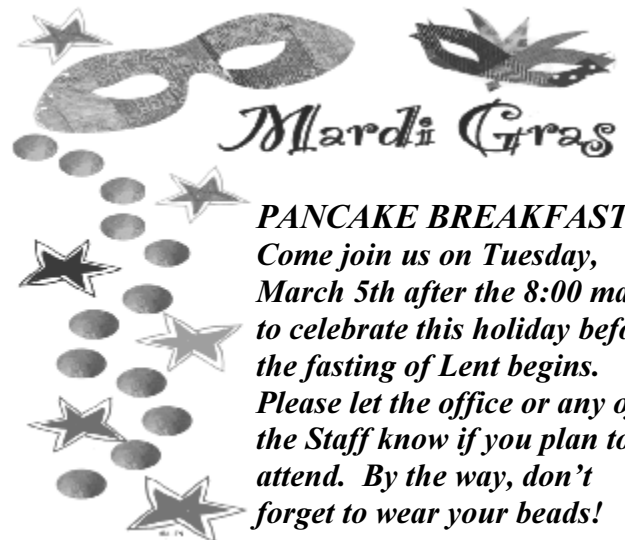 Mardi Gras
PANCAKE BREAKFAST
Come join us on Tuesday,
March 5th after the 8:00 ma
to celebrate this holiday befo
the fasting of Lent begins.
Please let the office or any o
the Staff know if you plan to
attend. By the way, don't
forget to wear your beads!